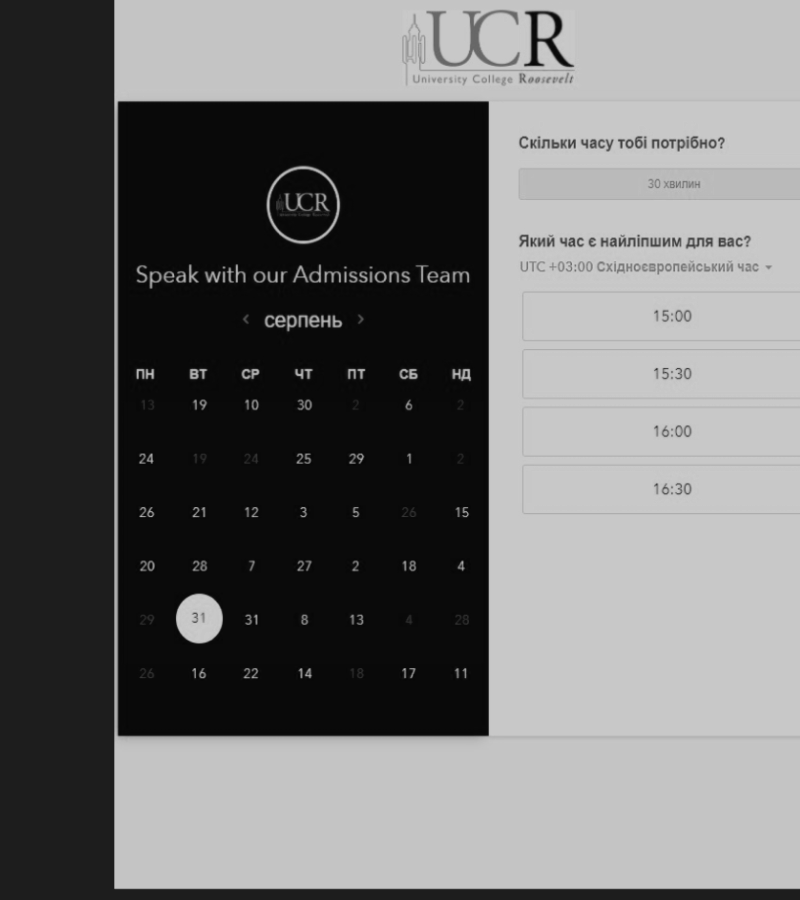 UCR
University College Roosevelt
UCR
Speak with our Admissions Team
< серпень >
ПН ВТ СР ЧТ ПТ СБ НД
13 19 10 30 2 6 2
24 19 24 25 29 1 2
26 21 12 3 5 26 15
20 28 7 27 2 18 4
29 31 31 8 13 4 28
26 16 22 14 18 17 11
Скільки часу тобі потрібно?
30 хвилин
Який час є найліпшим для вас?
UTC +03:00 Східноєвропейський час
15:00
15:30
16:00
16:30